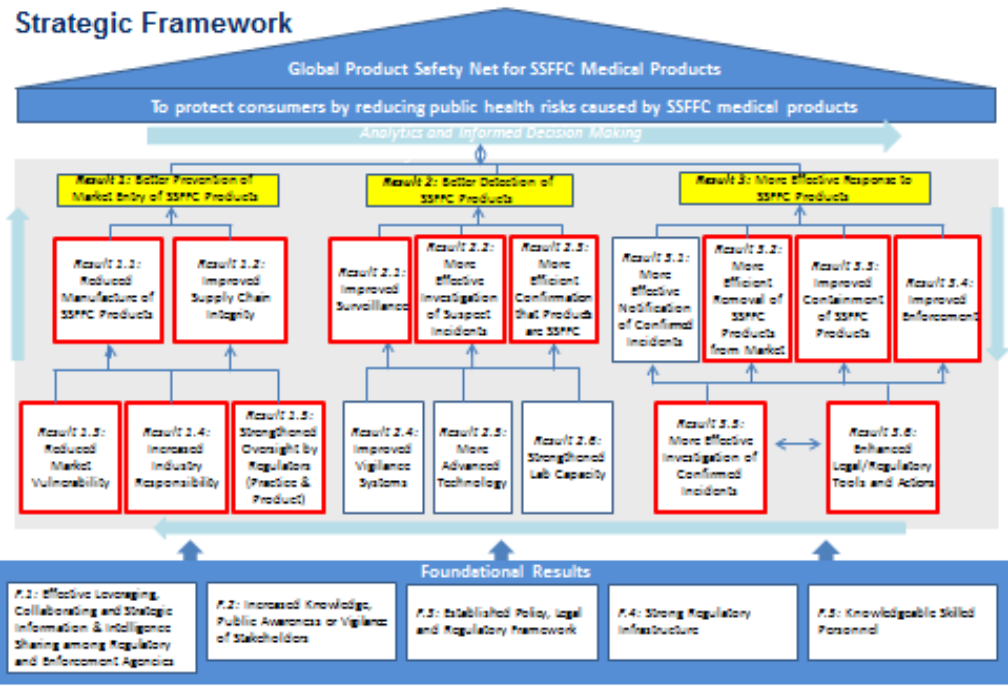 Strategic Framework
Global Product Safety Net for SSFFC Medical Products
To protect consumers by reducing public health risks caused by SSFFC medical products
Analytics and Informed Decision Making
Result 1: Better Prevention of
Market Entry of SSFFC Products
Result 2: Better Detection of
SSFFC Products
Result 3: More Effective Response to
SSFFC Products
Result 1.1:
Reduced
Manufacture of
SSFFC Products
Result 1.2:
Improved
Supply Chain
Integrity
Result 2.1:
Improved
Surveillance
Result 2.2:
More
Effective
Investigation
of Suspect
Incidents
Result 2.3:
More
Efficient
Confirmation
that Products
are SSFFC
Result 3.1:
More
Effective
Notification
of Confirmed
Incidents
Result 3.2:
More
Efficient
Removal of
SSFFC
Products
from Market
Result 3.3:
Improved
Containment
of SSFFC
Products
Result 3.4:
Improved
Enforcement
Result 1.3:
Reduced
Market
Vulnerability
Result 1.4:
Increased
Industry
Responsibility
Result 1.5:
Strengthened
Oversight by
Regulators
(Practice &
Product)
Result 2.4:
Improved
Vigilance
Systems
Result 2.5:
More
Advanced
Technology
Result 2.6:
Strengthened
Lab Capacity
Result 3.5:
More Effective
Investigation of
Confirmed
Incidents
Result 3.6:
Enhanced
Legal/Regulatory
Tools and Actions
Foundational Results
F.1: Effective Leveraging,
Collaborating and Strategic
Information & Intelligence
Sharing among Regulatory
and Enforcement Agencies
F.2: Increased Knowledge,
Public Awareness or Vigilance
of Stakeholders
F.3: Established Policy, Legal
and Regulatory Framework
F.4: Strong Regulatory
Infrastructure
F.5: Knowledgeable Skilled
Personnel